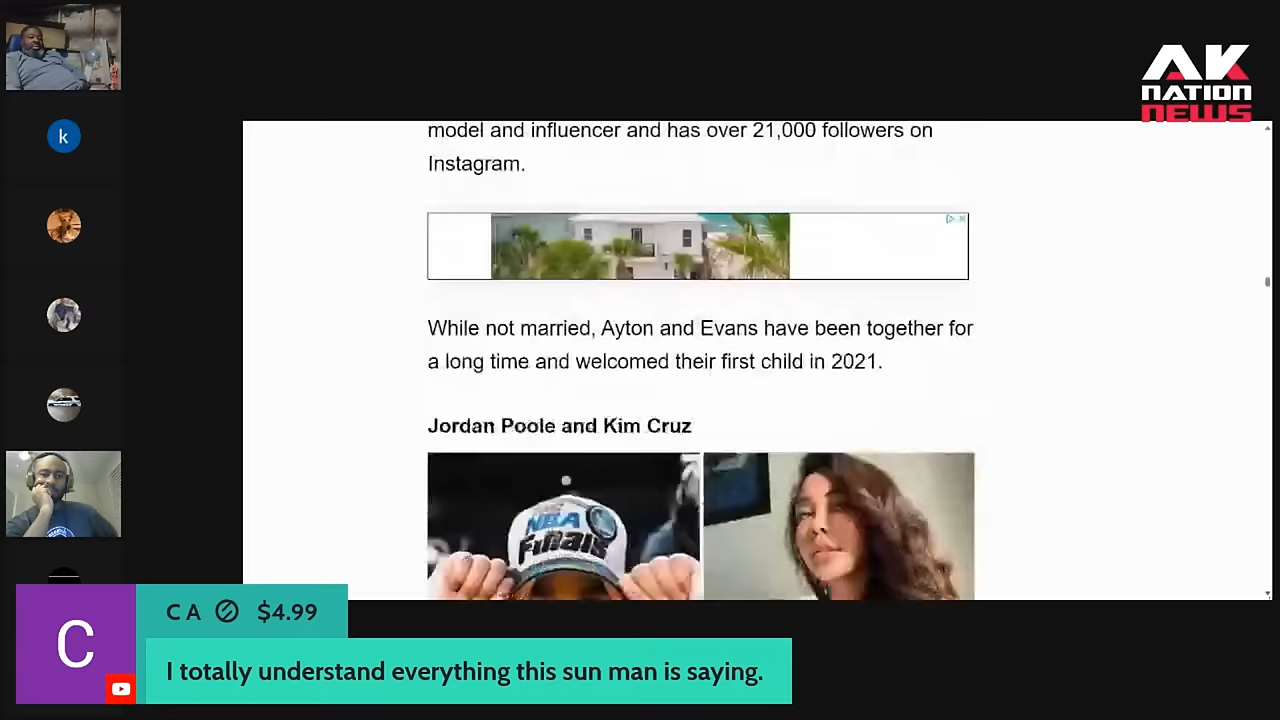 AK
NATION
NEWS
k
model and influencer and has over 21,000 followers on
Instagram.
While not married, Ayton and Evans have been together for
a long time and welcomed their first child in 2021.
Jordan Poole and Kim Cruz
NBA
Finals
C
C A $4.99
I totally understand everything this sun man is saying.